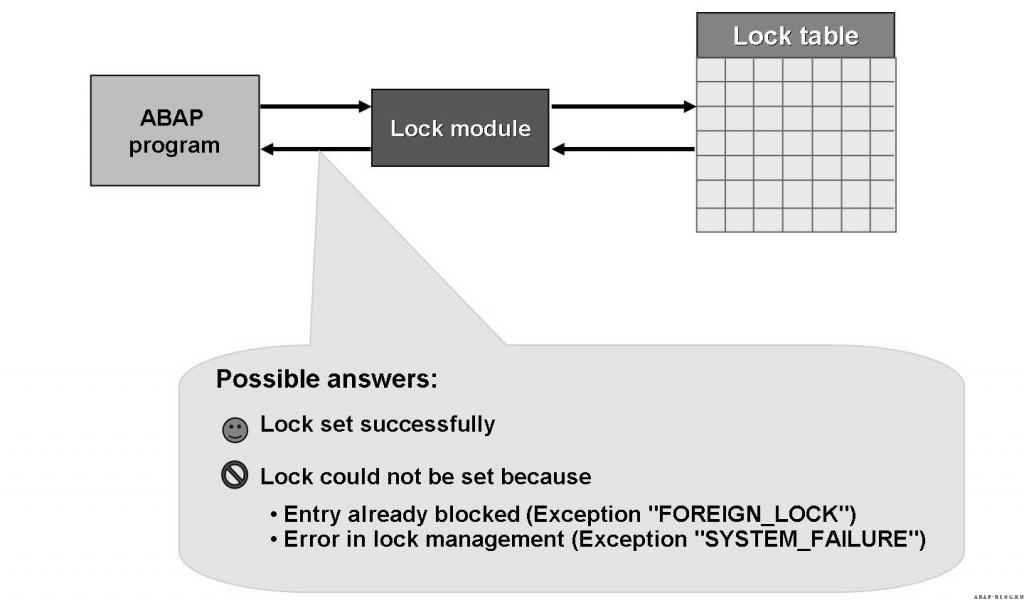 Lock table
ABAP
program
Lock module
Possible answers:
Lock set successfully
Lock could not be set because
• Entry already blocked (Exception "FOREIGN_LOCK")
• Error in lock management (Exception "SYSTEM_FAILURE")
ABAP-BLOG.RU